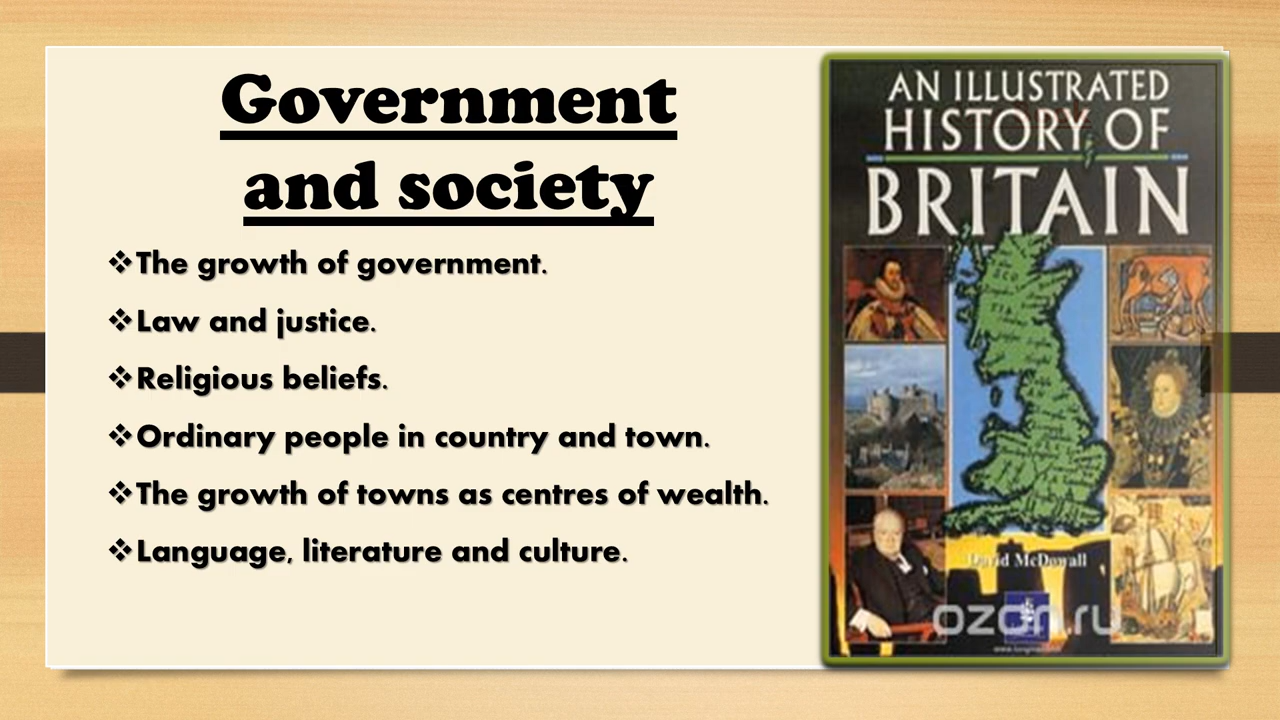 Government
and society
❖The growth of government.
❖Law and justice.
❖Religious beliefs.
❖Ordinary people in country and town.
❖The growth of towns as centres of wealth.
❖Language, literature and culture.
AN ILLUSTRATED
HISTORY OF
BRITAIN
David McDowall
ozon.ru